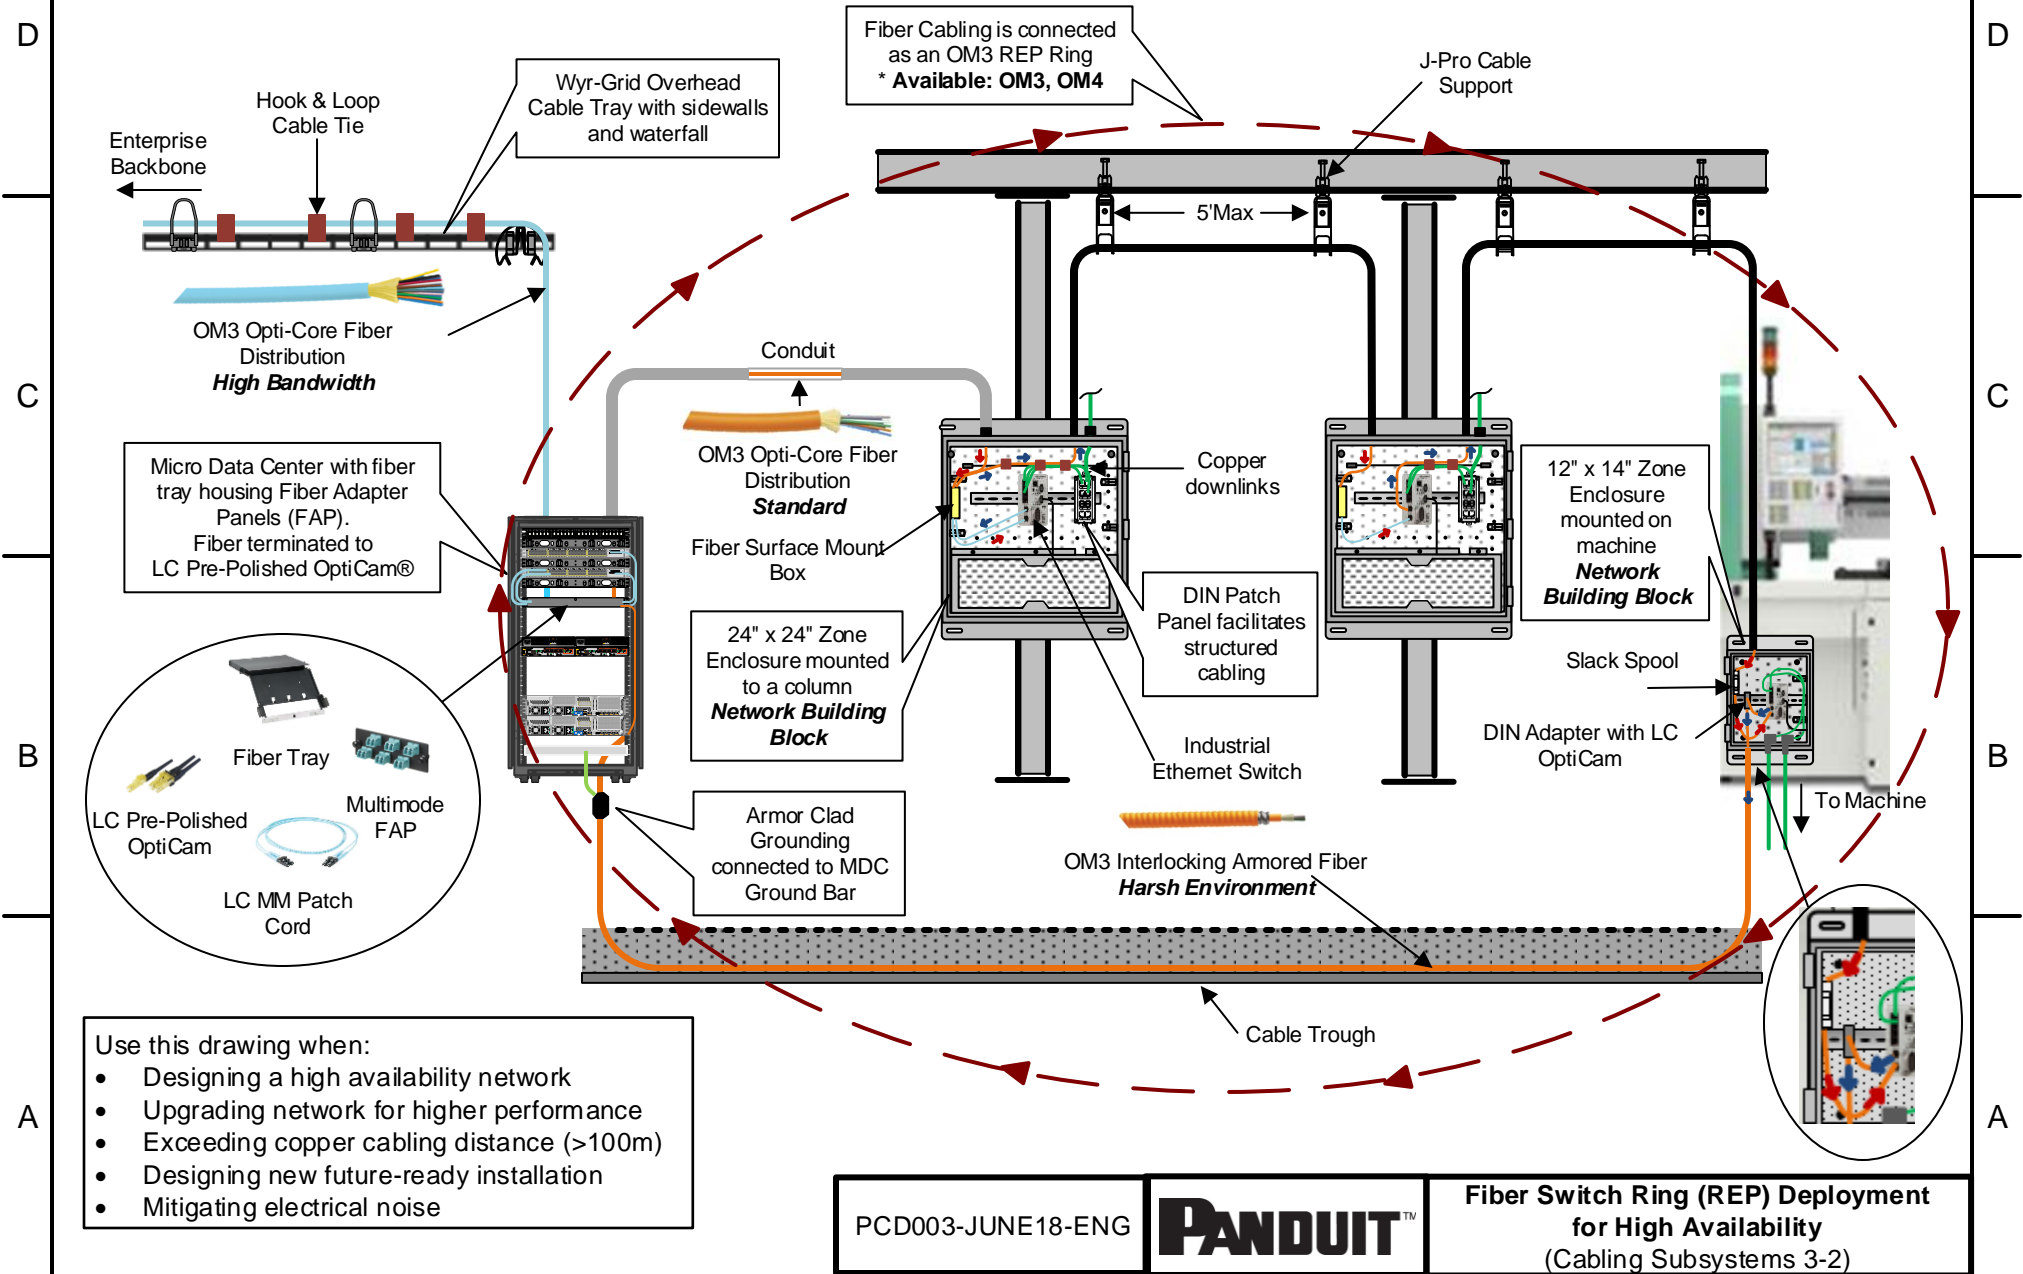 D
D
Fiber Cabling is connected
as an OM3 REP Ring
* Available: OM3, OM4
J-Pro Cable
Support
Wyr-Grid Overhead
Cable Tray with sidewalls
and waterfall
Hook & Loop
Cable Tie
Enterprise
Backbone
5'Max
OM3 Opti-Core Fiber
Distribution
High Bandwidth
Conduit
C
C
OM3 Opti-Core Fiber
Distribution
Standard
Copper
downlinks
Micro Data Center with fiber
tray housing Fiber Adapter
Panels (FAP).
Fiber terminated to
LC Pre-Polished OptiCam®
12" x 14" Zone
Enclosure
mounted on
machine
Network
Building Block
Fiber Surface Mount
Box
DIN Patch
Panel facilitates
structured
cabling
24" x 24" Zone
Enclosure mounted
to a column
Network Building
Block
Slack Spool
DIN Adapter with LC
OptiCam
Industrial
Ethernet Switch
B
B
Fiber Tray
Multimode
FAP
LC Pre-Polished
OptiCam
LC MM Patch
Cord
Armor Clad
Grounding
connected to MDC
Ground Bar
To Machine
OM3 Interlocking Armored Fiber
Harsh Environment
Cable Trough
A
A
Use this drawing when:
• Designing a high availability network
• Upgrading network for higher performance
• Exceeding copper cabling distance (>100m)
• Designing new future-ready installation
• Mitigating electrical noise
PCD003-JUNE18-ENG
PANDUIT™
Fiber Switch Ring (REP) Deployment
for High Availability
(Cabling Subsystems 3-2)